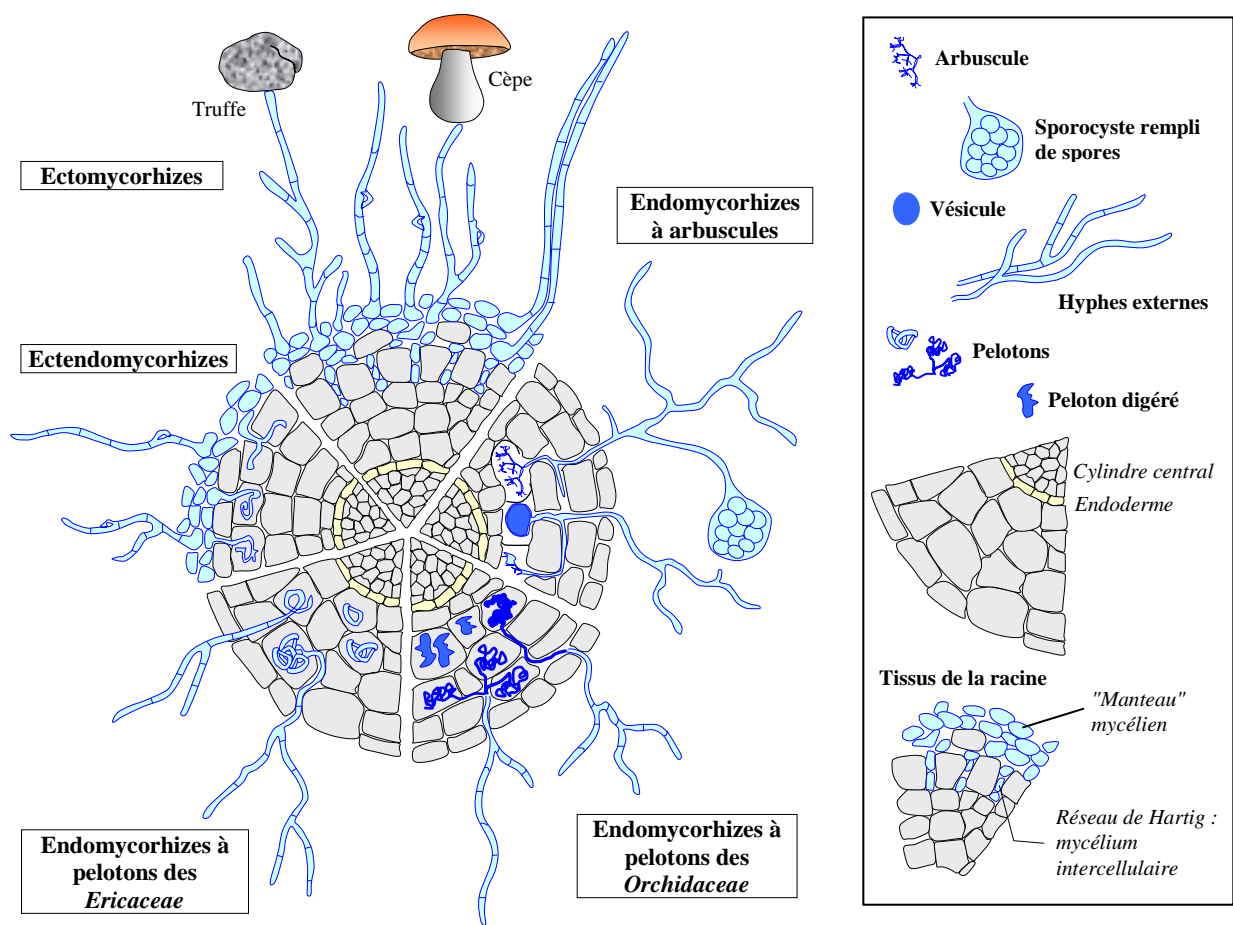 Truffe
Cèpe
Ectomycorhizes
Endomycorhizes
à arbuscules
Ectendomycorhizes
Endomycorhizes à
pelotons des
Ericaceae
Endomycorhizes à
pelotons des
Orchidaceae
Arbuscule
Sporocyste rempli
de spores
Vésicule
Hyphes externes
Pelotons
Peloton digéré
Cylindre central
Endoderme
Tissus de la racine
"Manteau"
mycélien
Réseau de Hartig :
mycélium
intercellulaire